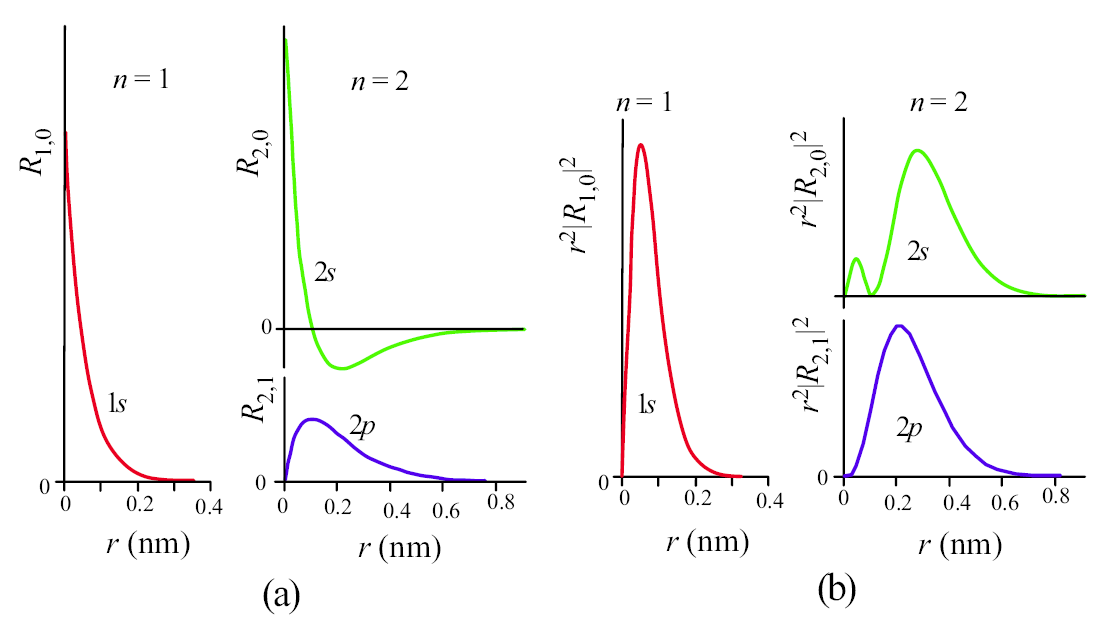 n = 1
R1,0
1s
0
0 0.2 0.4
r (nm)
n = 2
R2,0
2s
0
R2,1
2p
0
0 0.2 0.4 0.6 0.8
r (nm)
(a)
n = 1
r²|R1,0|²
1s
0
0 0.2 0.4
r (nm)
n = 2
r²|R2,0|²
2s
r²|R2,1|²
2p
0
0 0.2 0.4 0.6 0.8
r (nm)
(b)